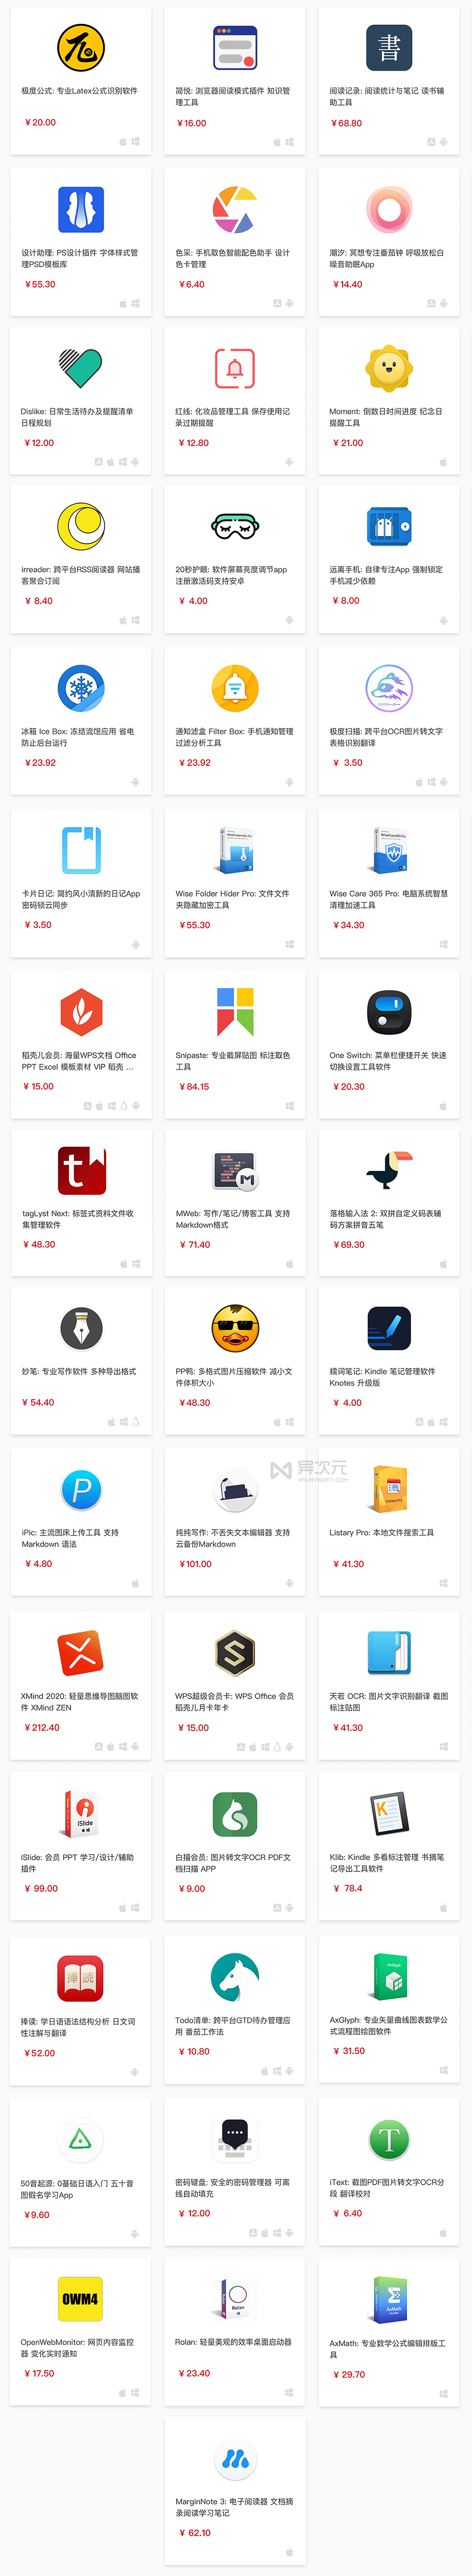 极度公式: 专业Latex公式识别软件
¥20.00
简悦: 浏览器阅读模式插件 知识管
理工具
¥16.00
書
阅读记录: 阅读统计与笔记 读书辅
助工具
¥68.80
设计助理: PS设计插件 字体样式管
理PSD模板库
¥55.30
色采: 手机取色智能配色助手 设计
色卡管理
¥6.40
潮汐: 冥想专注番茄钟 呼吸放松白
噪音助眠App
¥14.40
Dislike: 日常生活待办及提醒清单
日程规划
¥12.00
红线: 化妆品管理工具 保存使用记
录过期提醒
¥12.80
Moment: 倒数日时间进度 纪念日
提醒工具
¥21.00
irreader: 跨平台RSS阅读器 网站播
客聚合订阅
¥ 8.40
20秒护眼: 软件屏幕亮度调节app
注册激活码支持安卓
¥ 4.00
远离手机: 自律专注App 强制锁定
手机减少依赖
¥ 8.00
冰箱 Ice Box: 冻结流氓应用 省电
防止后台运行
¥23.92
通知滤盒 Filter Box: 手机通知管理
过滤分析工具
¥ 23.92
极度扫描: 跨平台OCR图片转文字
表格识别翻译
¥ 3.50
卡片日记: 简约风小清新的日记App
密码锁云同步
¥ 3.50
Wise Folder Hider Pro: 文件文件
夹隐藏加密工具
¥55.30
Wise Care 365 Pro: 电脑系统智慧
清理加速工具
¥34.30
稻壳儿会员: 海量WPS文档 Office
PPT Excel 模板素材 VIP 稻壳 ...
¥ 15.00
Snipaste: 专业截屏贴图 标注取色
工具
¥84.15
One Switch: 菜单栏便捷开关 快速
切换设置工具软件
¥20.30
t
tagLyst Next: 标签式资料文件收
集管理软件
¥ 48.30
M
MWeb: 写作/笔记/博客工具 支持
Markdown格式
¥ 71.40
落格输入法 2: 双拼自定义码表辅
码方案拼音五笔
¥69.30
妙笔: 专业写作软件 多种导出格式
¥ 54.40
PP鸭: 多格式图片压缩软件 减小文
件体积大小
¥48.30
糯词笔记: Kindle 笔记管理软件
Knotes 升级版
¥ 4.00
异次元
IPLAYSOFT.COM
P
iPic: 主流图床上传工具 支持
Markdown 语法
¥ 4.80
纯纯写作: 不丢失文本编辑器 支持
云备份Markdown
¥101.00
Listary Pro
Listary Pro: 本地文件搜索工具
¥ 41.30
XMind 2020: 轻量思维导图脑图软
件 XMind ZEN
¥212.40
S
WPS超级会员卡: WPS Office 会员
稻壳儿月卡年卡
¥ 15.00
天若 OCR: 图片文字识别翻译 截图
标注贴图
¥41.30
iSlide
iSlide: 会员 PPT 学习/设计/辅助
插件
¥ 99.00
白描会员: 图片转文字OCR PDF文
档扫描 APP
¥9.00
K
Klib: Kindle 多看标注管理 书摘笔
记导出工具软件
¥ 78.4
捧読
捧读: 学日语语法结构分析 日文词
性注解与翻译
¥52.00
Todo清单: 跨平台GTD待办管理应
用 番茄工作法
¥ 10.80
AxGlyph
AxGlyph: 专业矢量曲线图表数学公
式流程图绘图软件
¥ 31.50
50音起源: 0基础日语入门 五十音
图假名学习App
¥9.60
密码键盘: 安全的密码管理器 可离
线自动填充
¥ 12.00
T
iText: 截图PDF图片转文字OCR分
段 翻译校对
¥ 6.40
OWM4
OpenWebMonitor: 网页内容监控
器 变化实时通知
¥ 17.50
Rolan
Rolan: 轻量美观的效率桌面启动器
¥23.40
AxMath
AxMath: 专业数学公式编辑排版工
具
¥ 29.70
MarginNote 3: 电子阅读器 文档摘
录阅读学习笔记
¥ 62.10